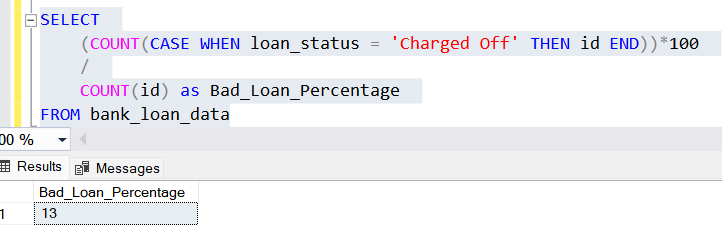 SELECT
(COUNT(CASE WHEN loan_status = 'Charged Off' THEN id END))*100
/
COUNT(id) as Bad_Loan_Percentage
FROM bank_loan_data
00 %
Results Messages
Bad_Loan_Percentage
1 13